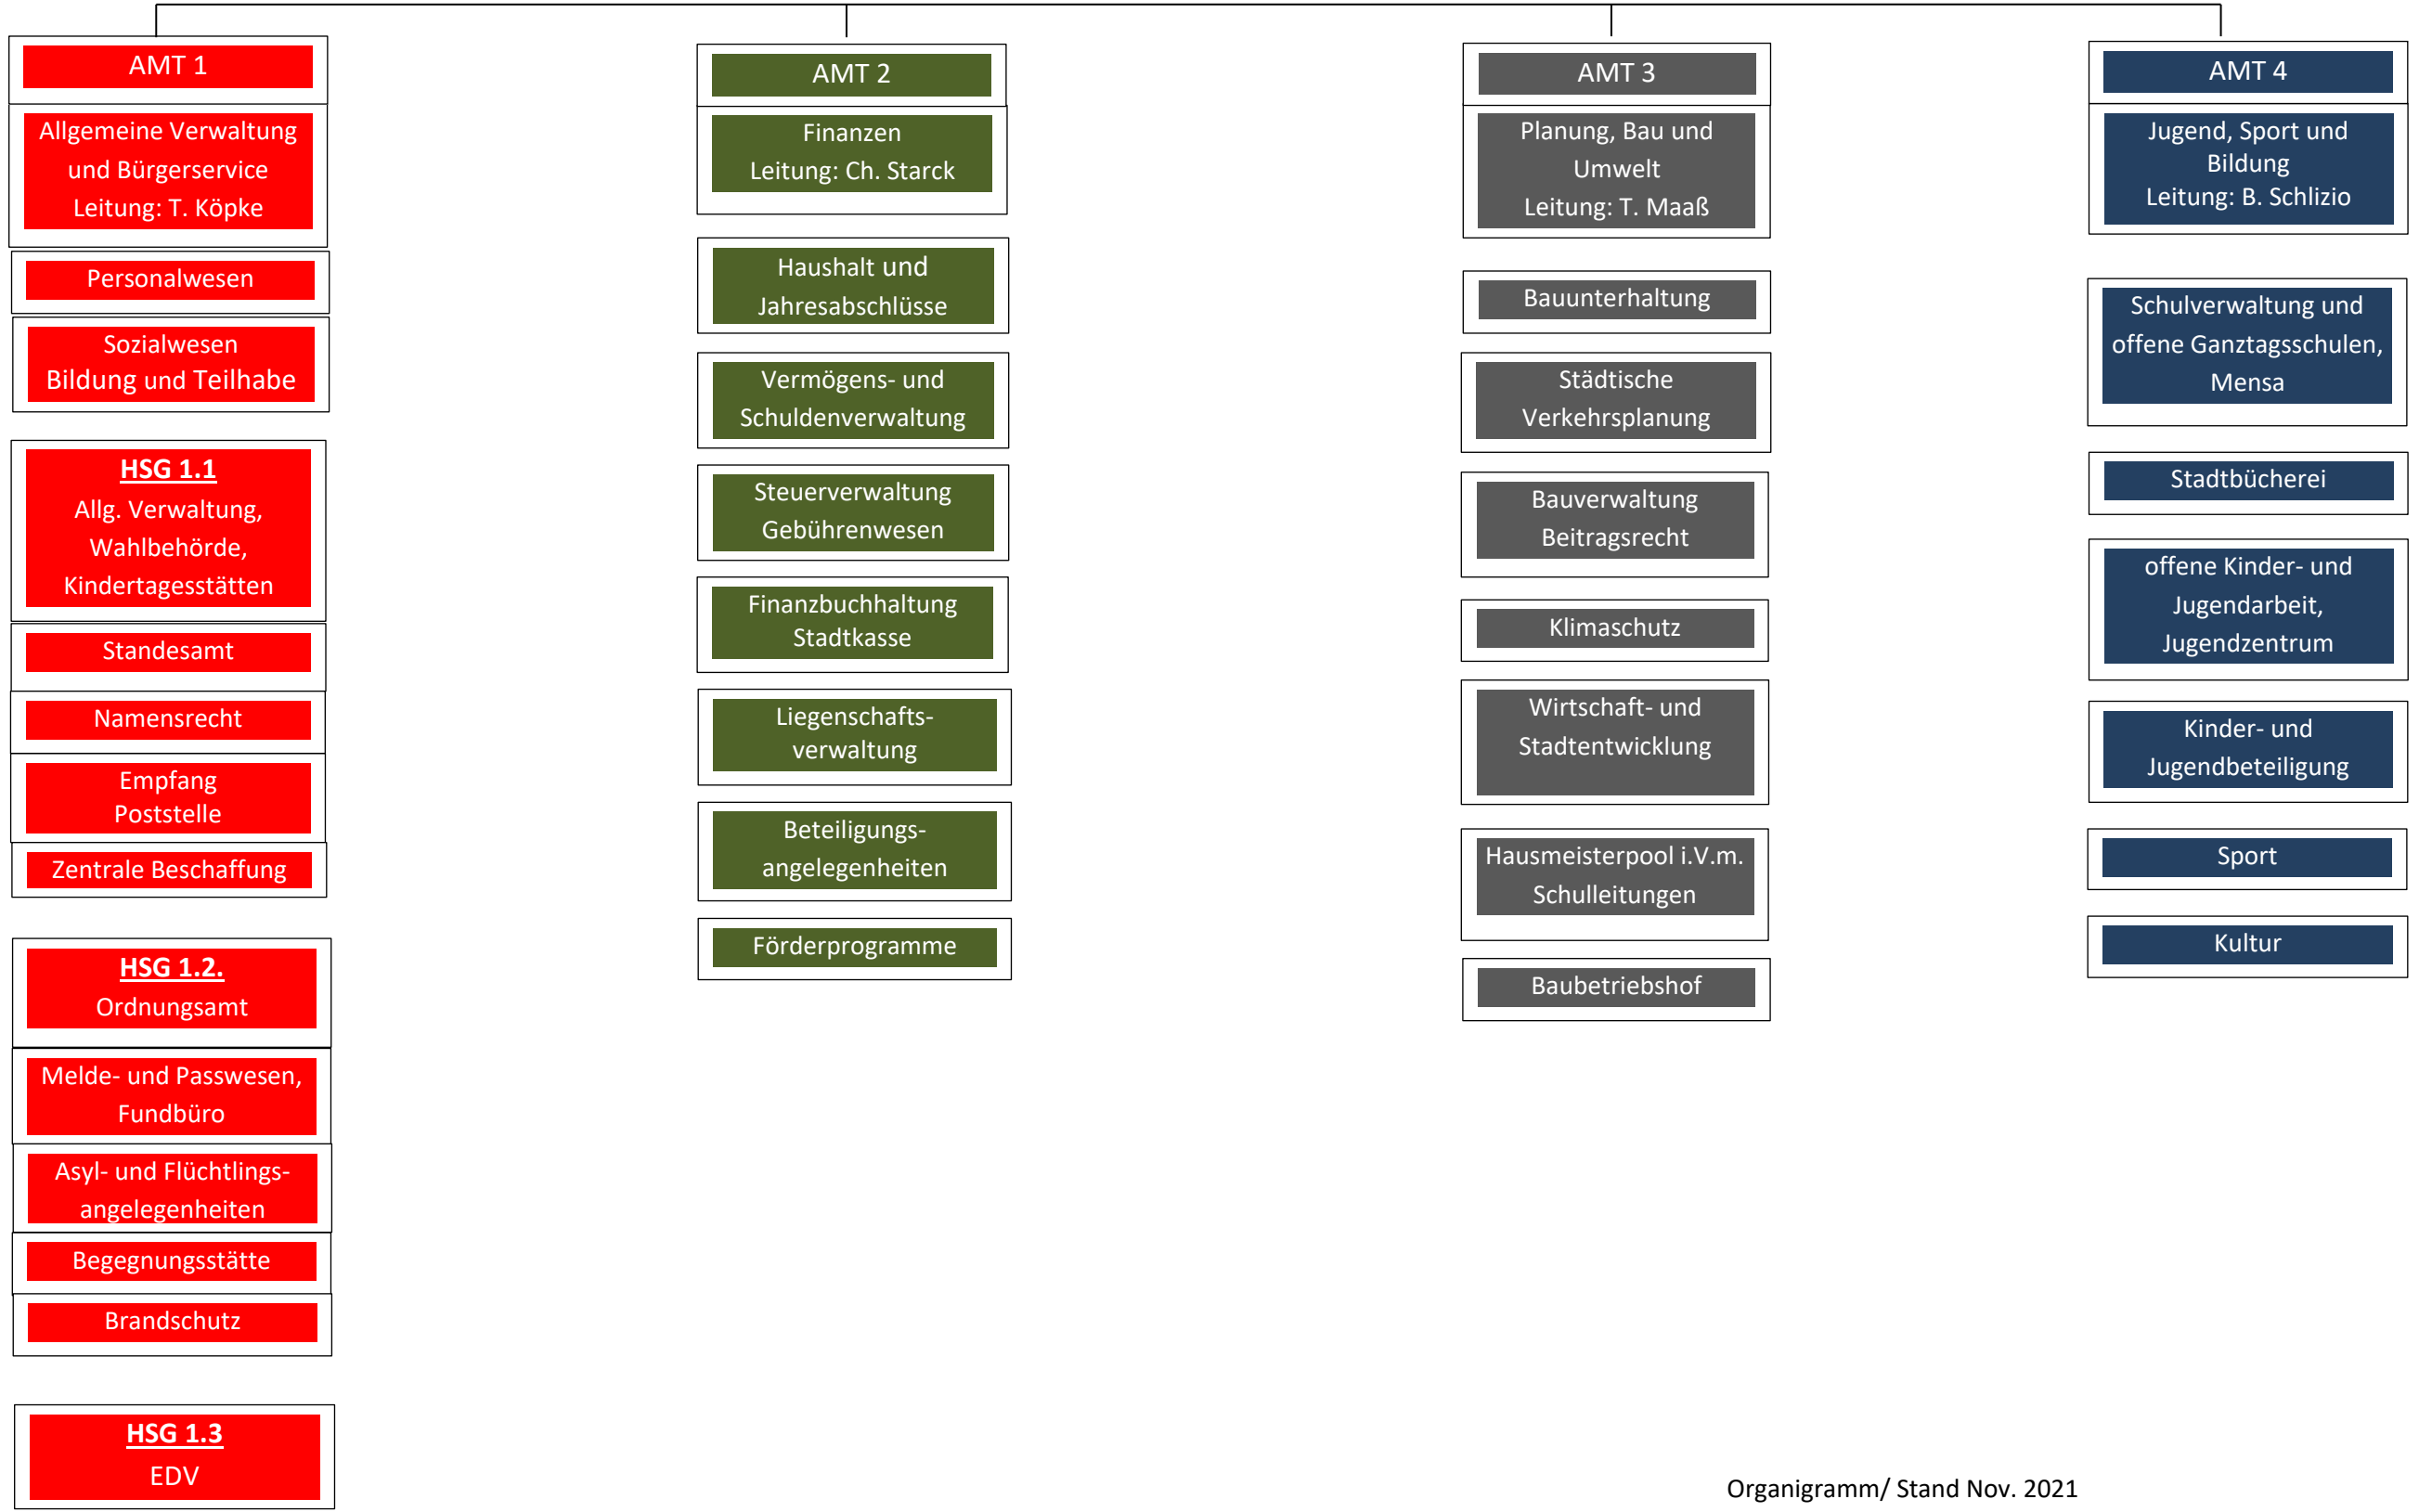 AMT 1
Allgemeine Verwaltung
und Bürgerservice
Leitung: T. Köpke
Personalwesen
Sozialwesen
Bildung und Teilhabe
HSG 1.1
Allg. Verwaltung,
Wahlbehörde,
Kindertagesstätten
Standesamt
Namensrecht
Empfang
Poststelle
Zentrale Beschaffung
HSG 1.2.
Ordnungsamt
Melde- und Passwesen,
Fundbüro
Asyl- und Flüchtlings-
angelegenheiten
Begegnungsstätte
Brandschutz
HSG 1.3
EDV
AMT 2
Finanzen
Leitung: Ch. Starck
Haushalt und
Jahresabschlüsse
Vermögens- und
Schuldenverwaltung
Steuerverwaltung
Gebührenwesen
Finanzbuchhaltung
Stadtkasse
Liegenschafts-
verwaltung
Beteiligungs-
angelegenheiten
Förderprogramme
AMT 3
Planung, Bau und
Umwelt
Leitung: T. Maaß
Bauunterhaltung
Städtische
Verkehrsplanung
Bauverwaltung
Beitragsrecht
Klimaschutz
Wirtschaft- und
Stadtentwicklung
Hausmeisterpool i.V.m.
Schulleitungen
Baubetriebshof
AMT 4
Jugend, Sport und
Bildung
Leitung: B. Schlizio
Schulverwaltung und
offene Ganztagsschulen,
Mensa
Stadtbücherei
offene Kinder- und
Jugendarbeit,
Jugendzentrum
Kinder- und
Jugendbeteiligung
Sport
Kultur
Organigramm/ Stand Nov. 2021